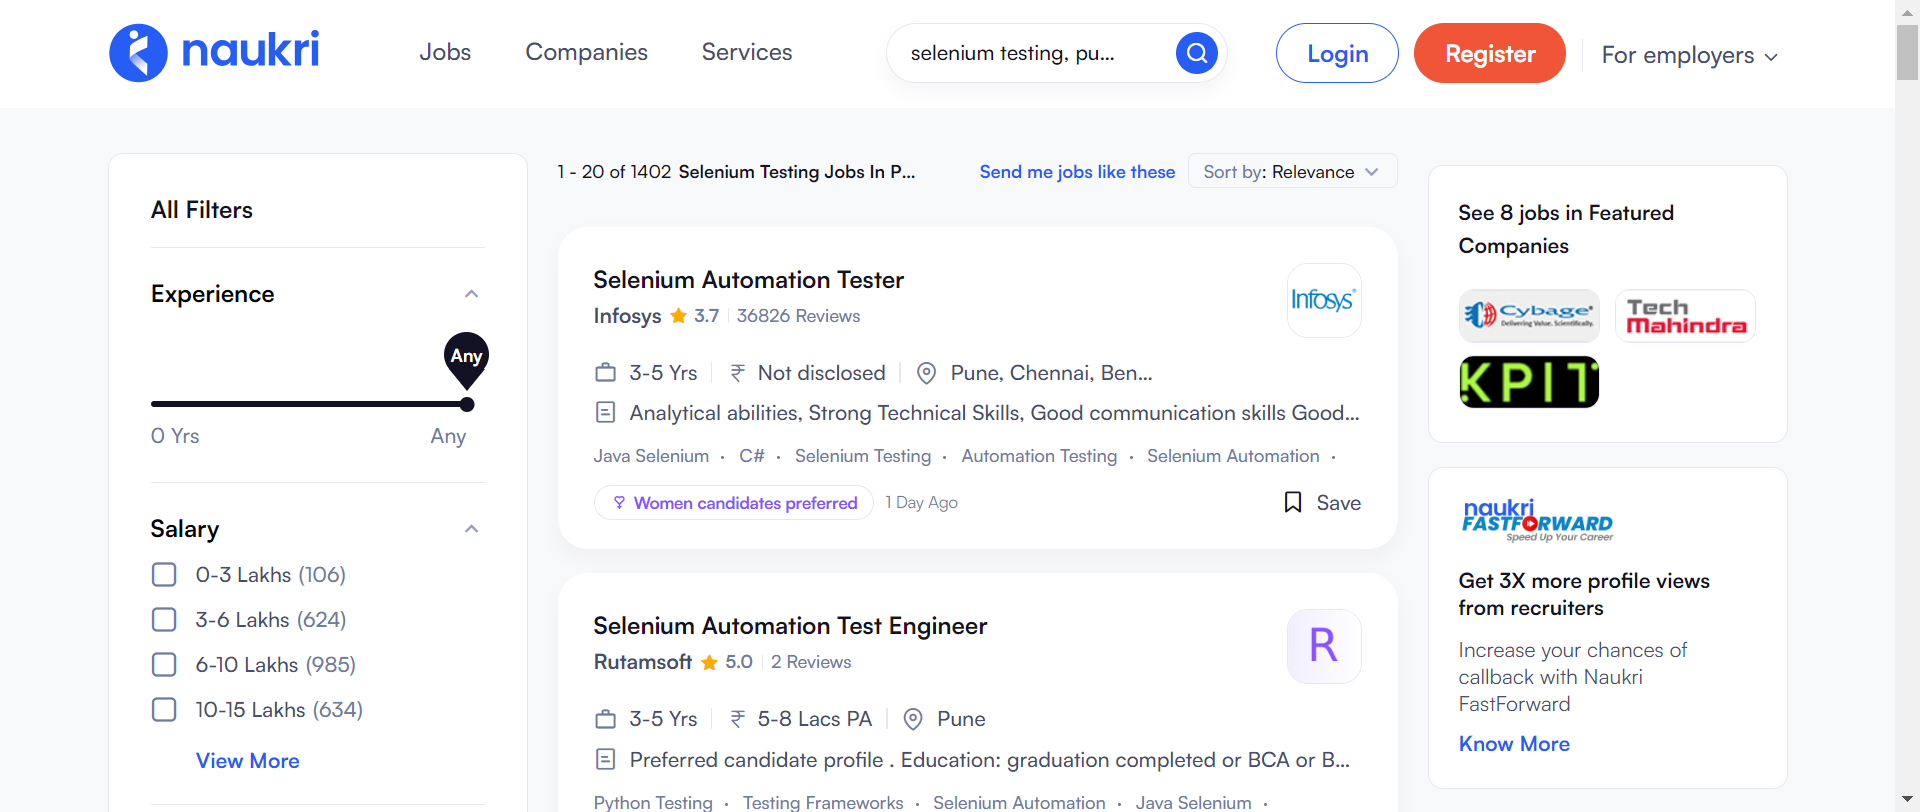 naukri
Jobs
Companies
Services
selenium testing, pu...
Login
Register
For employers
All Filters
Experience
Any
0 Yrs
Any
Salary
0-3 Lakhs (106)
3-6 Lakhs (624)
6-10 Lakhs (985)
10-15 Lakhs (634)
View More
1 - 20 of 1402 Selenium Testing Jobs In P...
Send me jobs like these
Sort by: Relevance
Selenium Automation Tester
Infosys 3.7 36826 Reviews
Infosys
3-5 Yrs
₹ Not disclosed
Pune, Chennai, Ben...
Analytical abilities, Strong Technical Skills, Good communication skills Good...
Java Selenium · C# · Selenium Testing · Automation Testing · Selenium Automation ·
Women candidates preferred
1 Day Ago
Save
Selenium Automation Test Engineer
Rutamsoft 5.0 2 Reviews
R
3-5 Yrs
₹ 5-8 Lacs PA
Pune
Preferred candidate profile . Education: graduation completed or BCA or B...
Python Testing · Testing Frameworks · Selenium Automation · Java Selenium ·
See 8 jobs in Featured
Companies
Cybage
Delivering Value. Scientifically.
Tech
Mahindra
KPIT
naukri
FASTFORWARD
Speed Up Your Career
Get 3X more profile views
from recruiters
Increase your chances of
callback with Naukri
FastForward
Know More